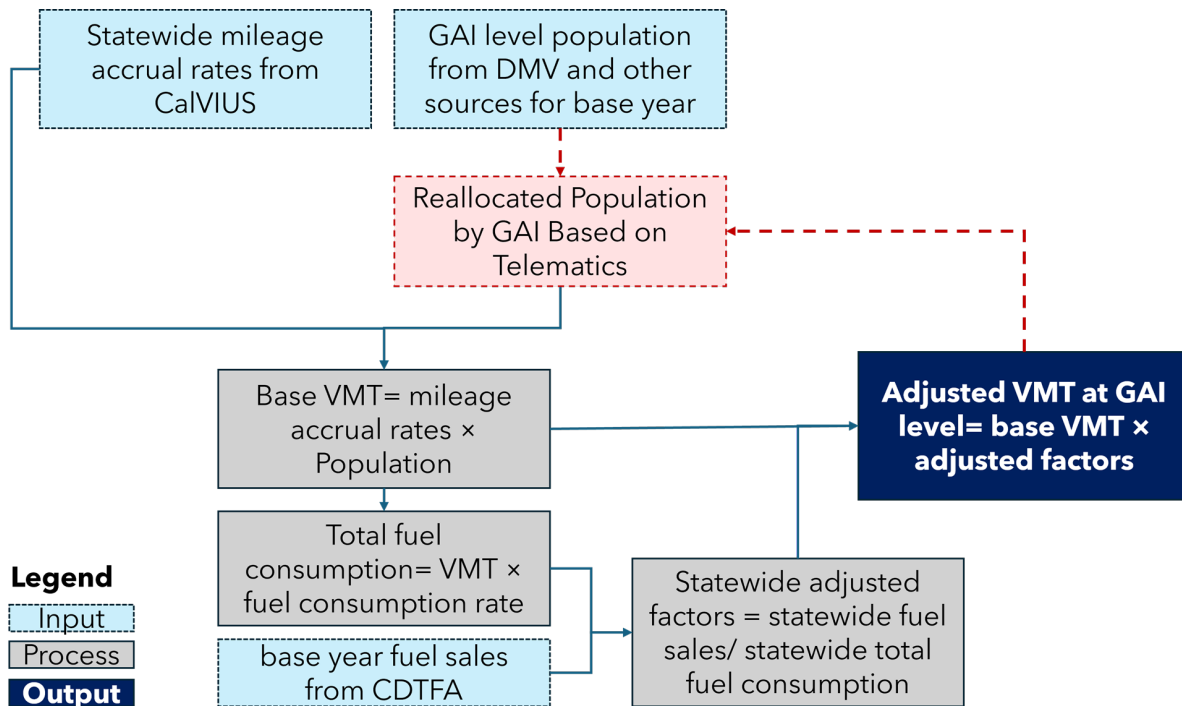 Statewide mileage
accrual rates from
CalVIUS
GAI level population
from DMV and other
sources for base year
Reallocated Population
by GAI Based on
Telematics
Base VMT= mileage
accrual rates ×
Population
Adjusted VMT at GAI
level= base VMT ×
adjusted factors
Total fuel
consumption= VMT ×
fuel consumption rate
Statewide adjusted
factors = statewide fuel
sales/ statewide total
fuel consumption
base year fuel sales
from CDTFA
Legend
Input
Process
Output